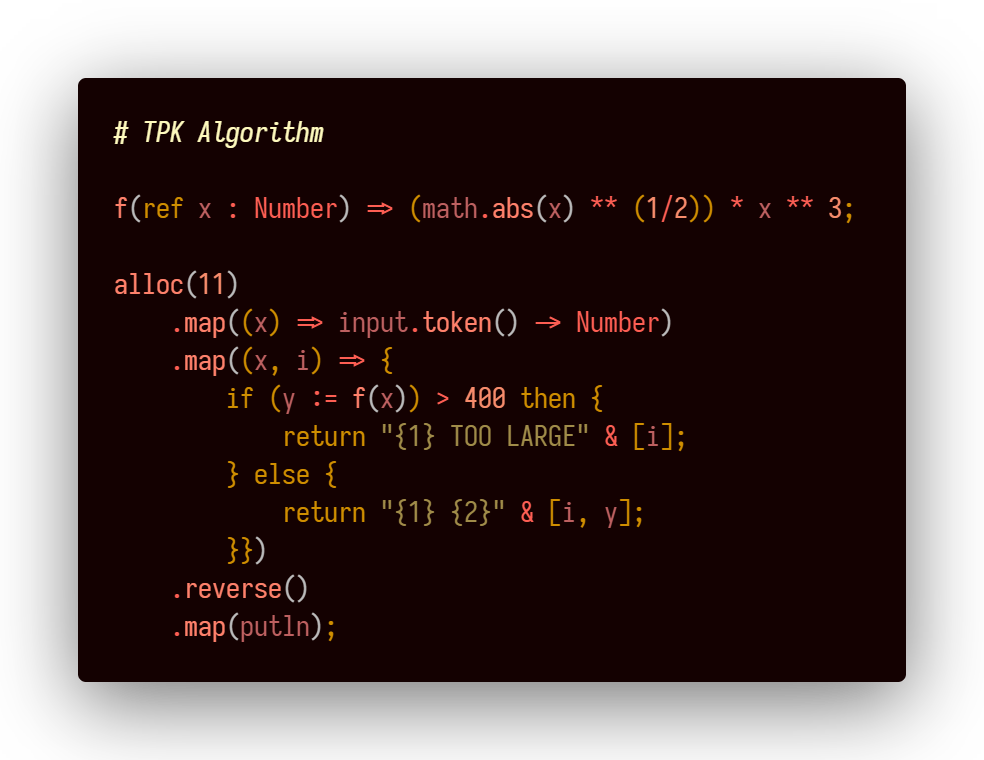 # TPK Algorithm
f(ref x : Number) => (math.abs(x) ** (1/2)) * x ** 3;
alloc(11)
.map((x) => input.token() -> Number)
.map((x, i) => {
if (y := f(x)) > 400 then {
return "{1} TOO LARGE" & [i];
} else {
return "{1} {2}" & [i, y];
}})
.reverse()
.map(putln);